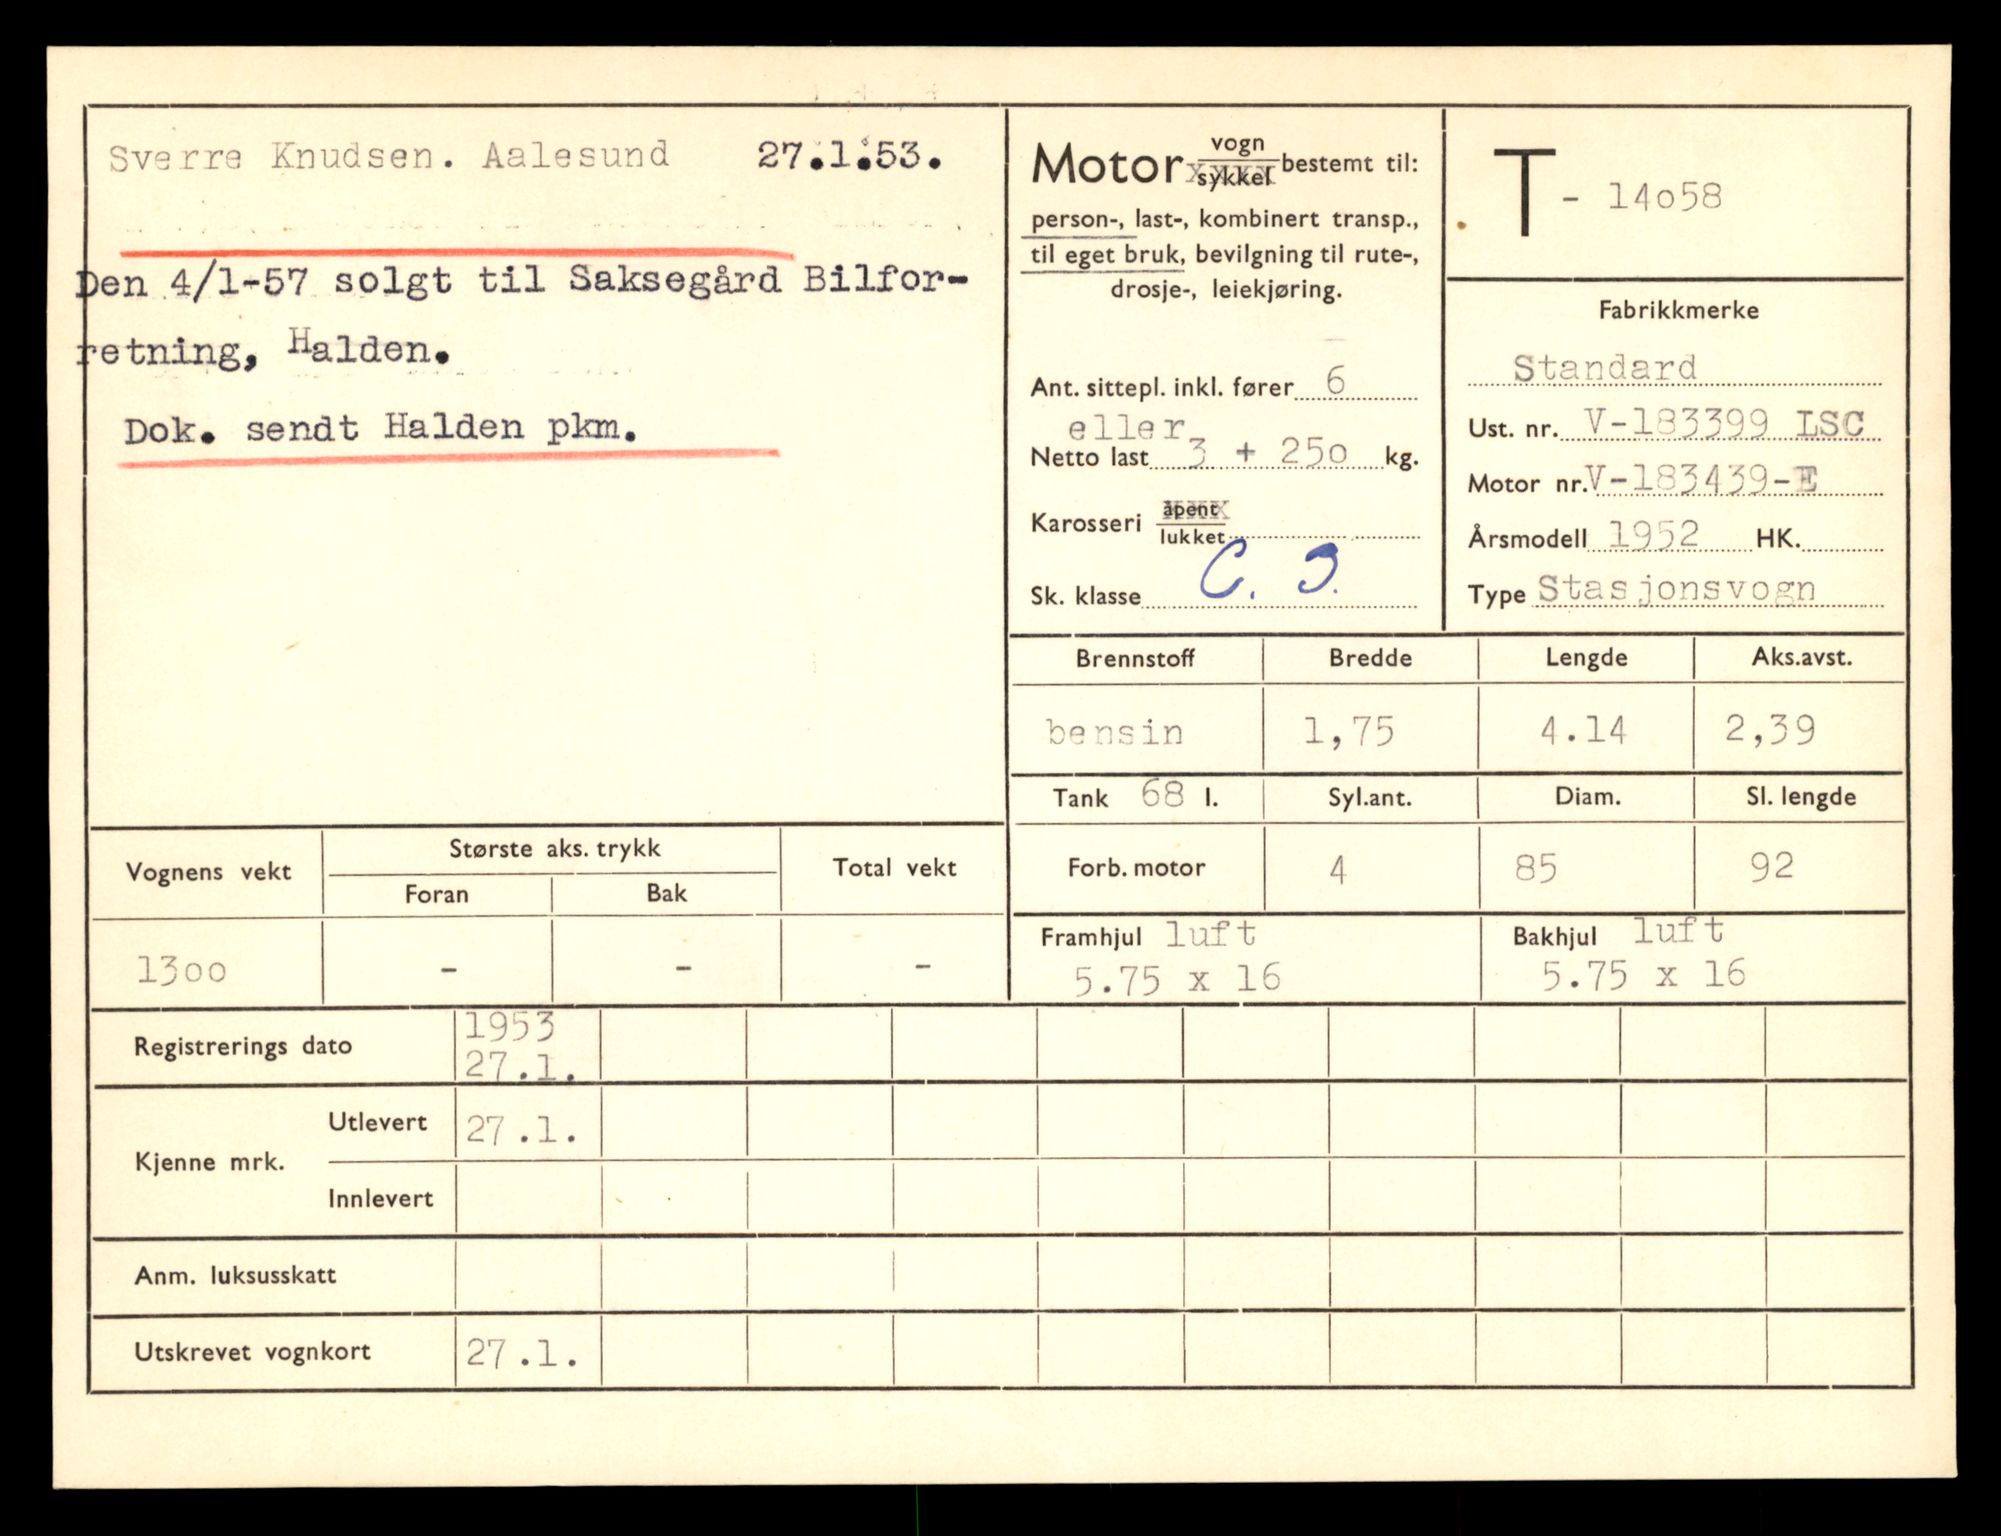 Sverre Knudsen. Aalesund 27.1.53.
Den 4/1-57 solgt til Saksegård Bilfor-
retning, Halden.
Dok. sendt Halden pkm.
Motor vogn sykkel bestemt til:
person-, last-, kombinert transp.,
til eget bruk, bevilgning til rute-,
drosje-, leiekjøring.
Ant. sittepl. inkl. fører 6
eller
Netto last 3 + 250 kg.
Karosseri åpent
lukket
Sk. klasse C. 3.
T - 14o58
Fabrikkmerke
Standard
Ust. nr. V-183399 LSC
Motor nr. V-183439-E
Årsmodell 1952 HK.
Type Stasjonsvogn
Brennstoff Bredde Lengde Aks.avst.
bensin 1,75 4.14 2,39
Tank 68 l. Syl.ant. Diam. Sl. lengde
Forb. motor 4 85 92
Framhjul luft Bakhjul luft
5.75 x 16 5.75 x 16
Vognens vekt Største aks. trykk Total vekt
Foran Bak
13oo - - -
Registrerings dato 1953
27.1.
Kjenne mrk. Utlevert 27.1.
Innlevert
Anm. luksusskatt
Utskrevet vognkort 27.1.